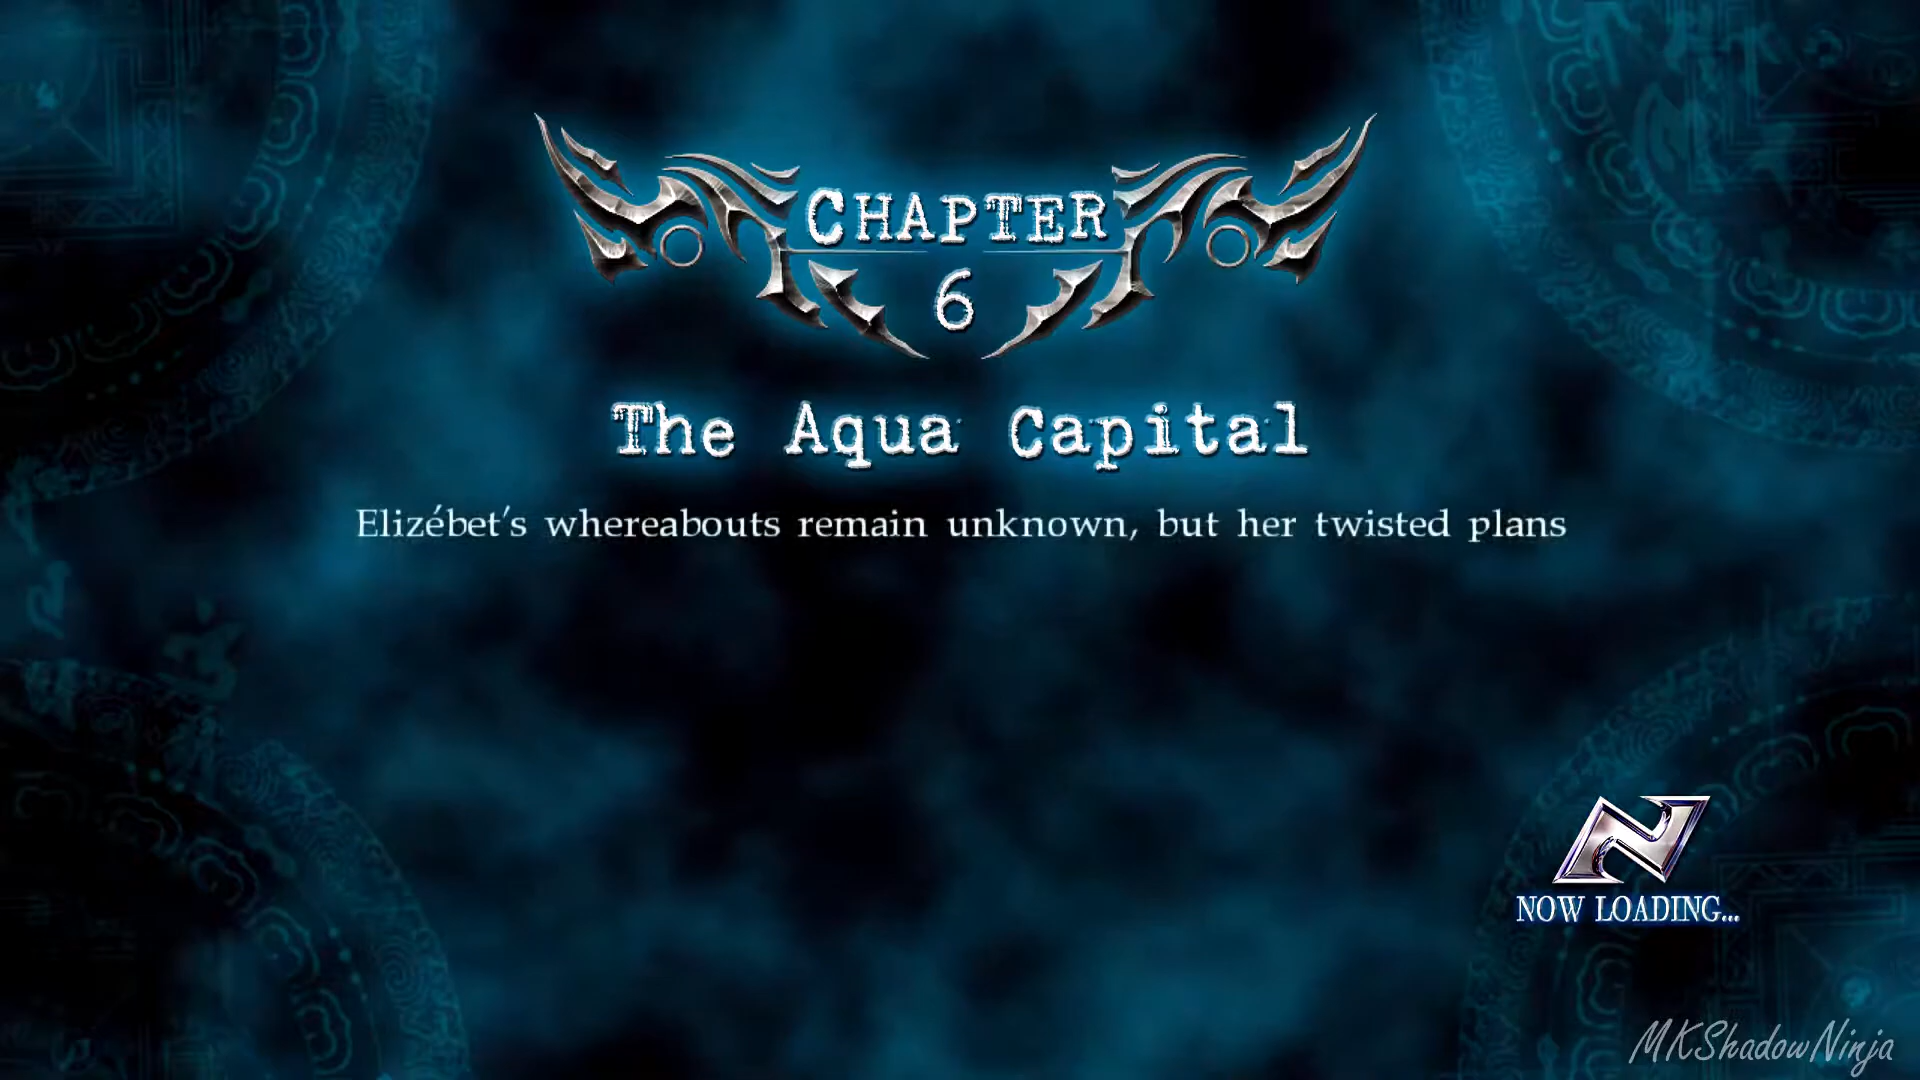 CHAPTER
6
The Aqua Capital
Elizébet's whereabouts remain unknown, but her twisted plans
NOW LOADING...
MKShadowNinja